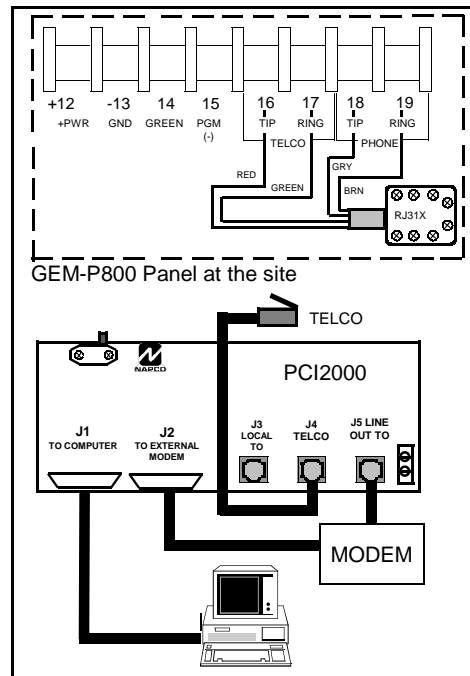 +12 -13 14 15 16 17 18 19
+PWR GND GREEN PGM TIP RING TIP RING
(-)
TELCO PHONE
RED
GREEN
GRY
BRN
RJ31X
GEM-P800 Panel at the site
TELCO
NAPCO
PCI2000
J1
TO COMPUTER
J2
TO EXTERNAL
MODEM
J3
LOCAL
TO
J4
TELCO
J5 LINE
OUT TO
MODEM